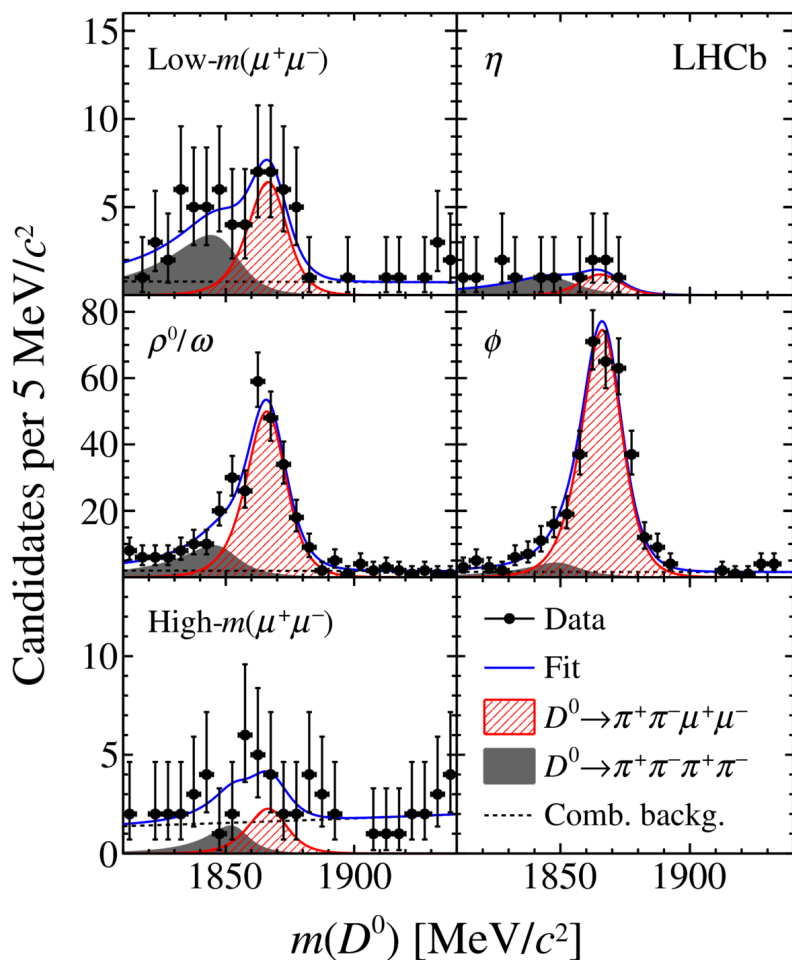 Candidates per 5 MeV/c²
Low-m(μ⁺μ⁻)
η
LHCb
15
10
5
0
ρ⁰/ω
ϕ
80
60
40
20
High-m(μ⁺μ⁻)
10
5
0
Data
Fit
D⁰→π⁺π⁻μ⁺μ⁻
D⁰→π⁺π⁻π⁺π⁻
Comb. backg.
1850 1900 1850 1900
m(D⁰) [MeV/c²]